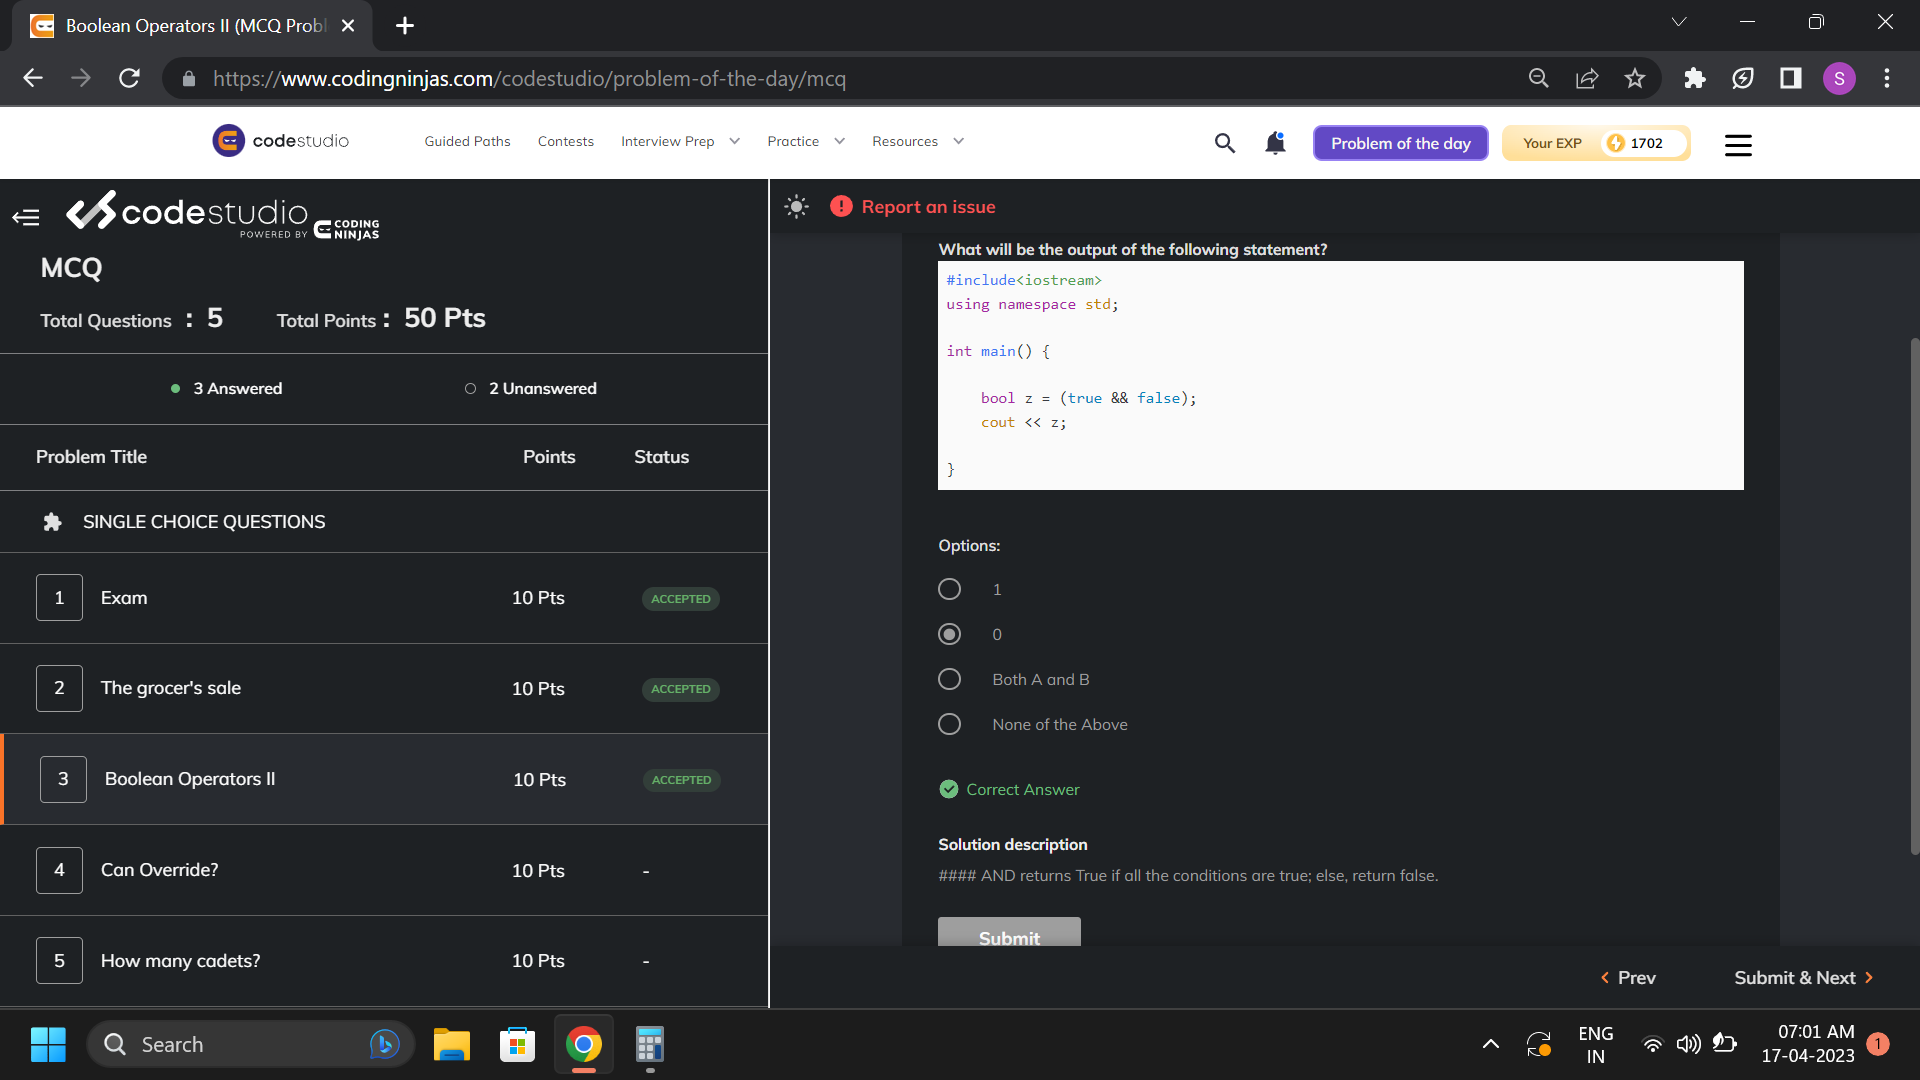 Boolean Operators II (MCQ Probl
https://www.codingninjas.com/codestudio/problem-of-the-day/mcq
S
codestudio
Guided Paths
Contests
Interview Prep
Practice
Resources
Problem of the day
Your EXP
1702
codestudio
POWERED BY
CODING
NINJAS
MCQ
Total Questions : 5
Total Points : 50 Pts
3 Answered
2 Unanswered
Problem Title
Points
Status
SINGLE CHOICE QUESTIONS
1
Exam
10 Pts
ACCEPTED
2
The grocer's sale
10 Pts
ACCEPTED
3
Boolean Operators II
10 Pts
ACCEPTED
4
Can Override?
10 Pts
-
5
How many cadets?
10 Pts
-
Report an issue
What will be the output of the following statement?
#include<iostream>
using namespace std;
int main() {
bool z = (true && false);
cout << z;
}
Options:
1
0
Both A and B
None of the Above
Correct Answer
Solution description
#### AND returns True if all the conditions are true; else, return false.
Submit
Prev
Submit & Next
Search
ENG
IN
07:01 AM
17-04-2023
1